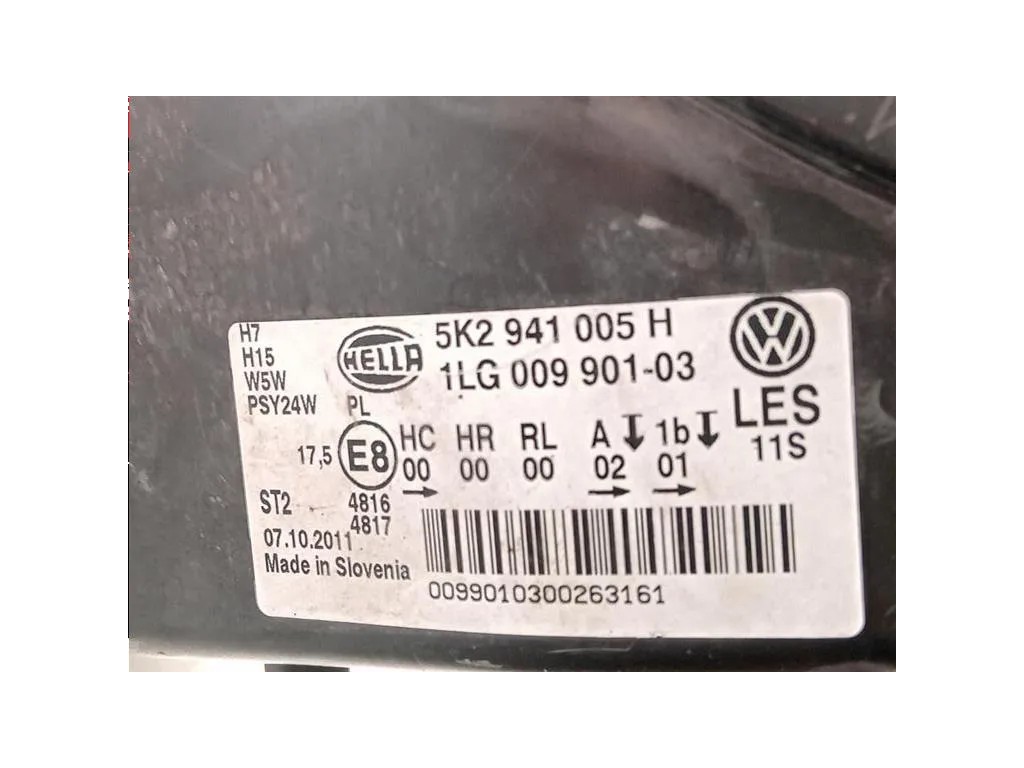 H7
H15
W5W
PSY24W PL
HELLA
5K2 941 005 H
1LG 009 901-03
LES
11S
17,5 E8
HC HR RL A 1b
00 00 00 02 01
ST2 4816
4817
07.10.2011
Made in Slovenia
0099010300263161